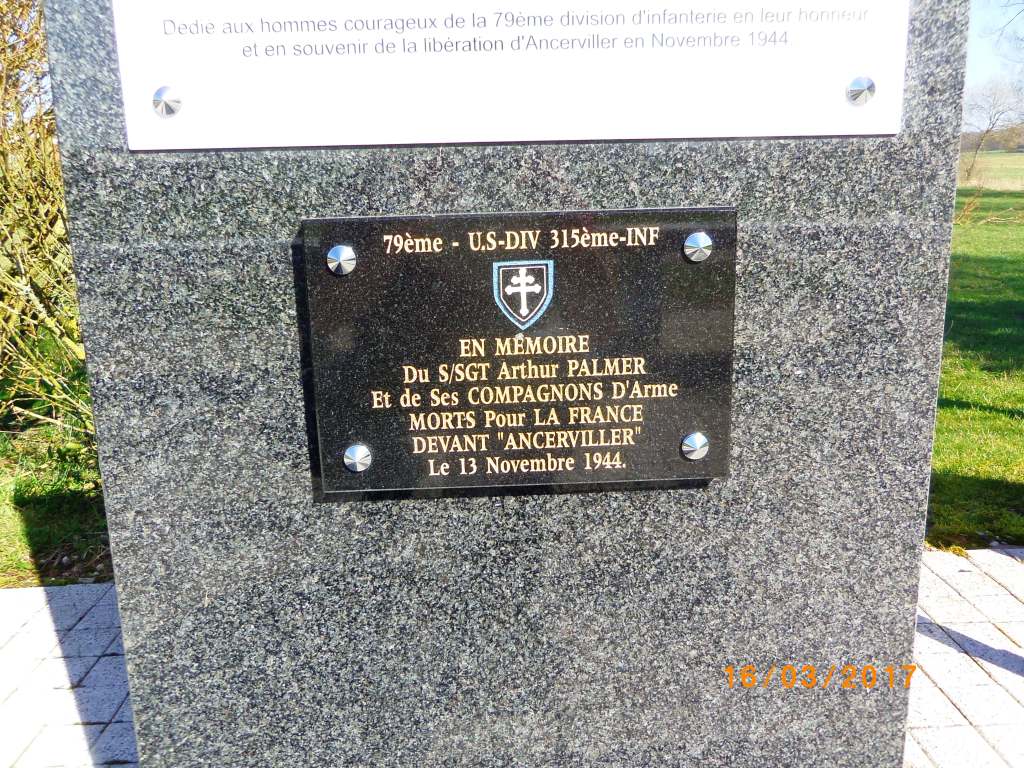 Dedié aux hommes courageux de la 79ème division d'infanterie en leur honneur
et en souvenir de la libération d'Ancerviller en Novembre 1944
79ème - U.S-DIV 315ème-INF
EN MÉMOIRE
Du S/SGT Arthur PALMER
Et de Ses COMPAGNONS D'Arme
MORTS Pour LA FRANCE
DEVANT "ANCERVILLER"
Le 13 Novembre 1944.
16/03/2017